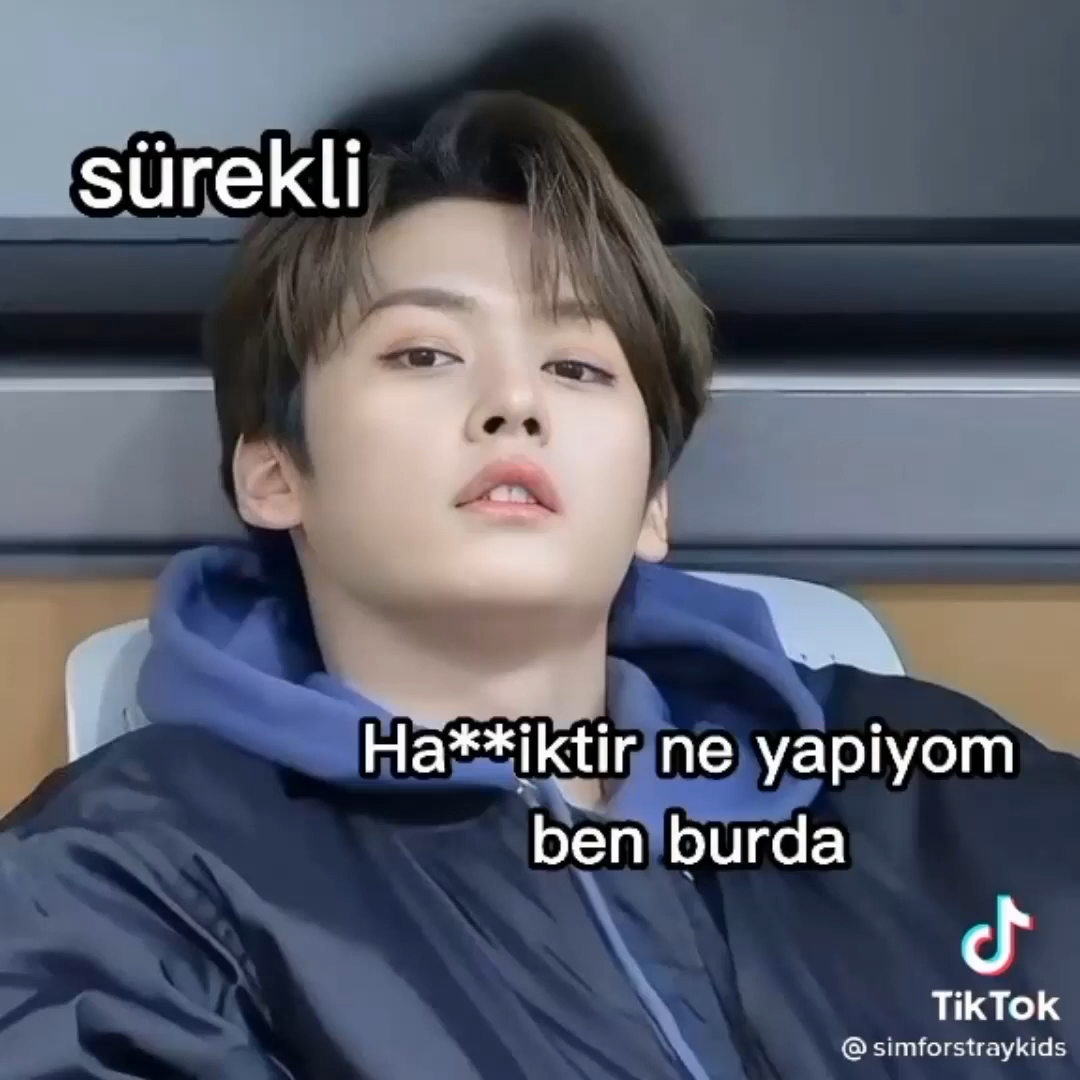 sürekli
Ha**iktir ne yapiyom
ben burda
TikTok
@simforstraykids